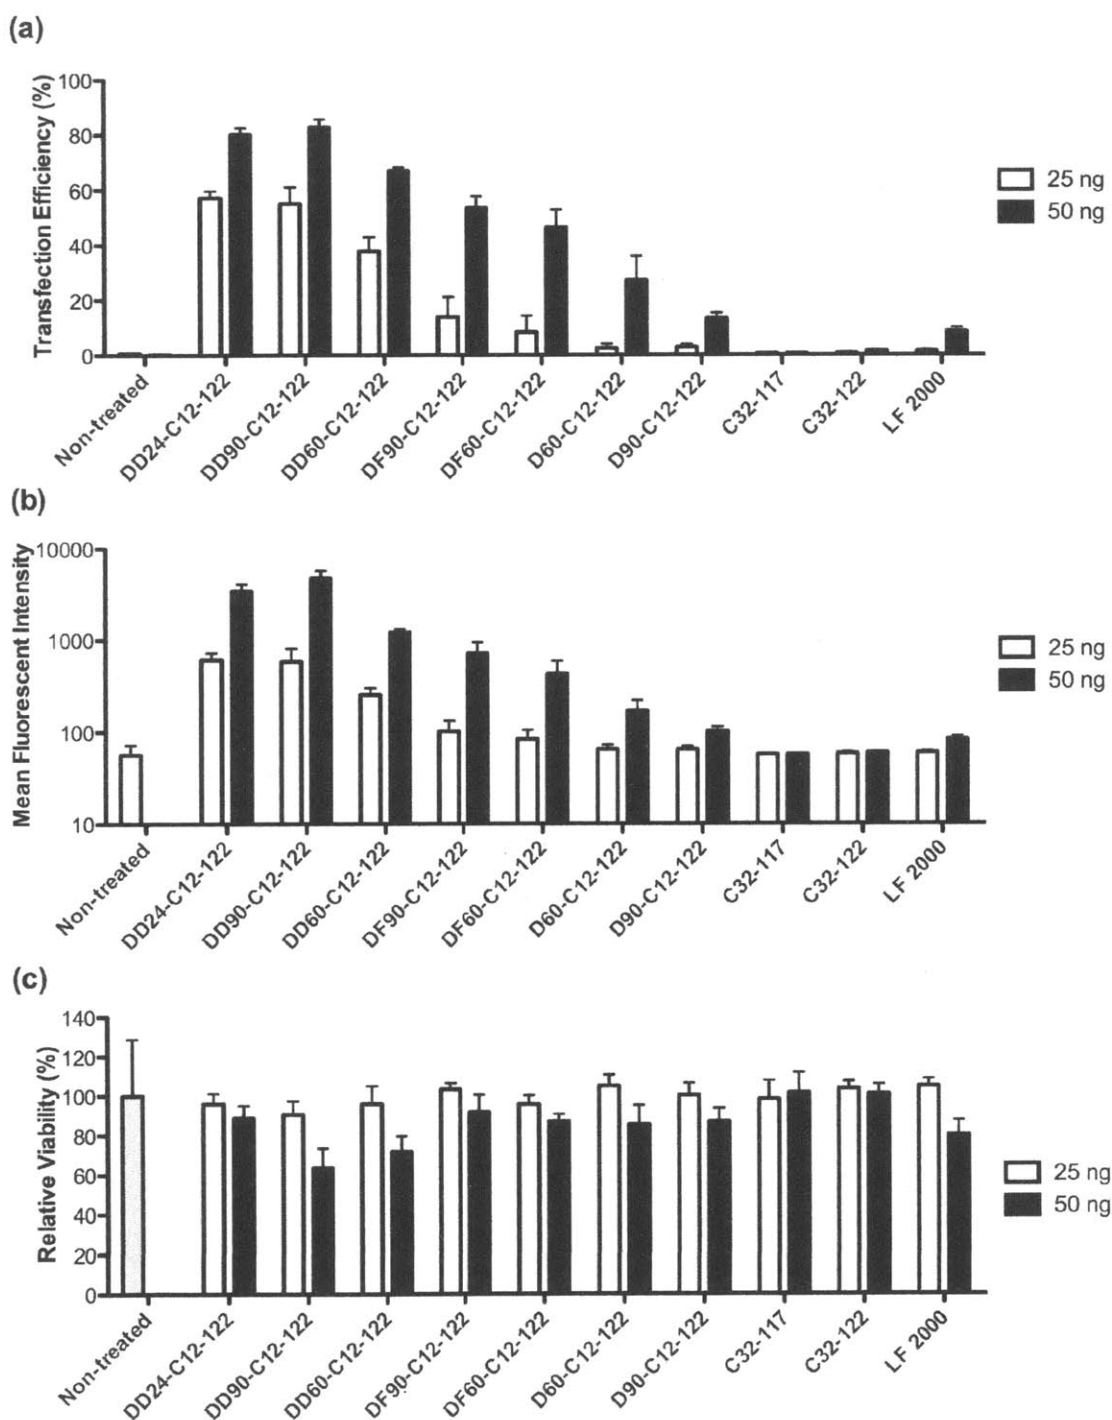 (a)
Transfection Efficiency (%)
100
80
60
40
20
0
25 ng
50 ng
Non-treated
DD24-C12-122
DD90-C12-122
DD60-C12-122
DF90-C12-122
DF60-C12-122
D60-C12-122
D90-C12-122
C32-117
C32-122
LF 2000
(b)
Mean Fluorescent Intensity
10000
1000
100
10
25 ng
50 ng
Non-treated
DD24-C12-122
DD90-C12-122
DD60-C12-122
DF90-C12-122
DF60-C12-122
D60-C12-122
D90-C12-122
C32-117
C32-122
LF 2000
(c)
Relative Viability (%)
140
120
100
80
60
40
20
0
25 ng
50 ng
Non-treated
DD24-C12-122
DD90-C12-122
DD60-C12-122
DF90-C12-122
DF60-C12-122
D60-C12-122
D90-C12-122
C32-117
C32-122
LF 2000